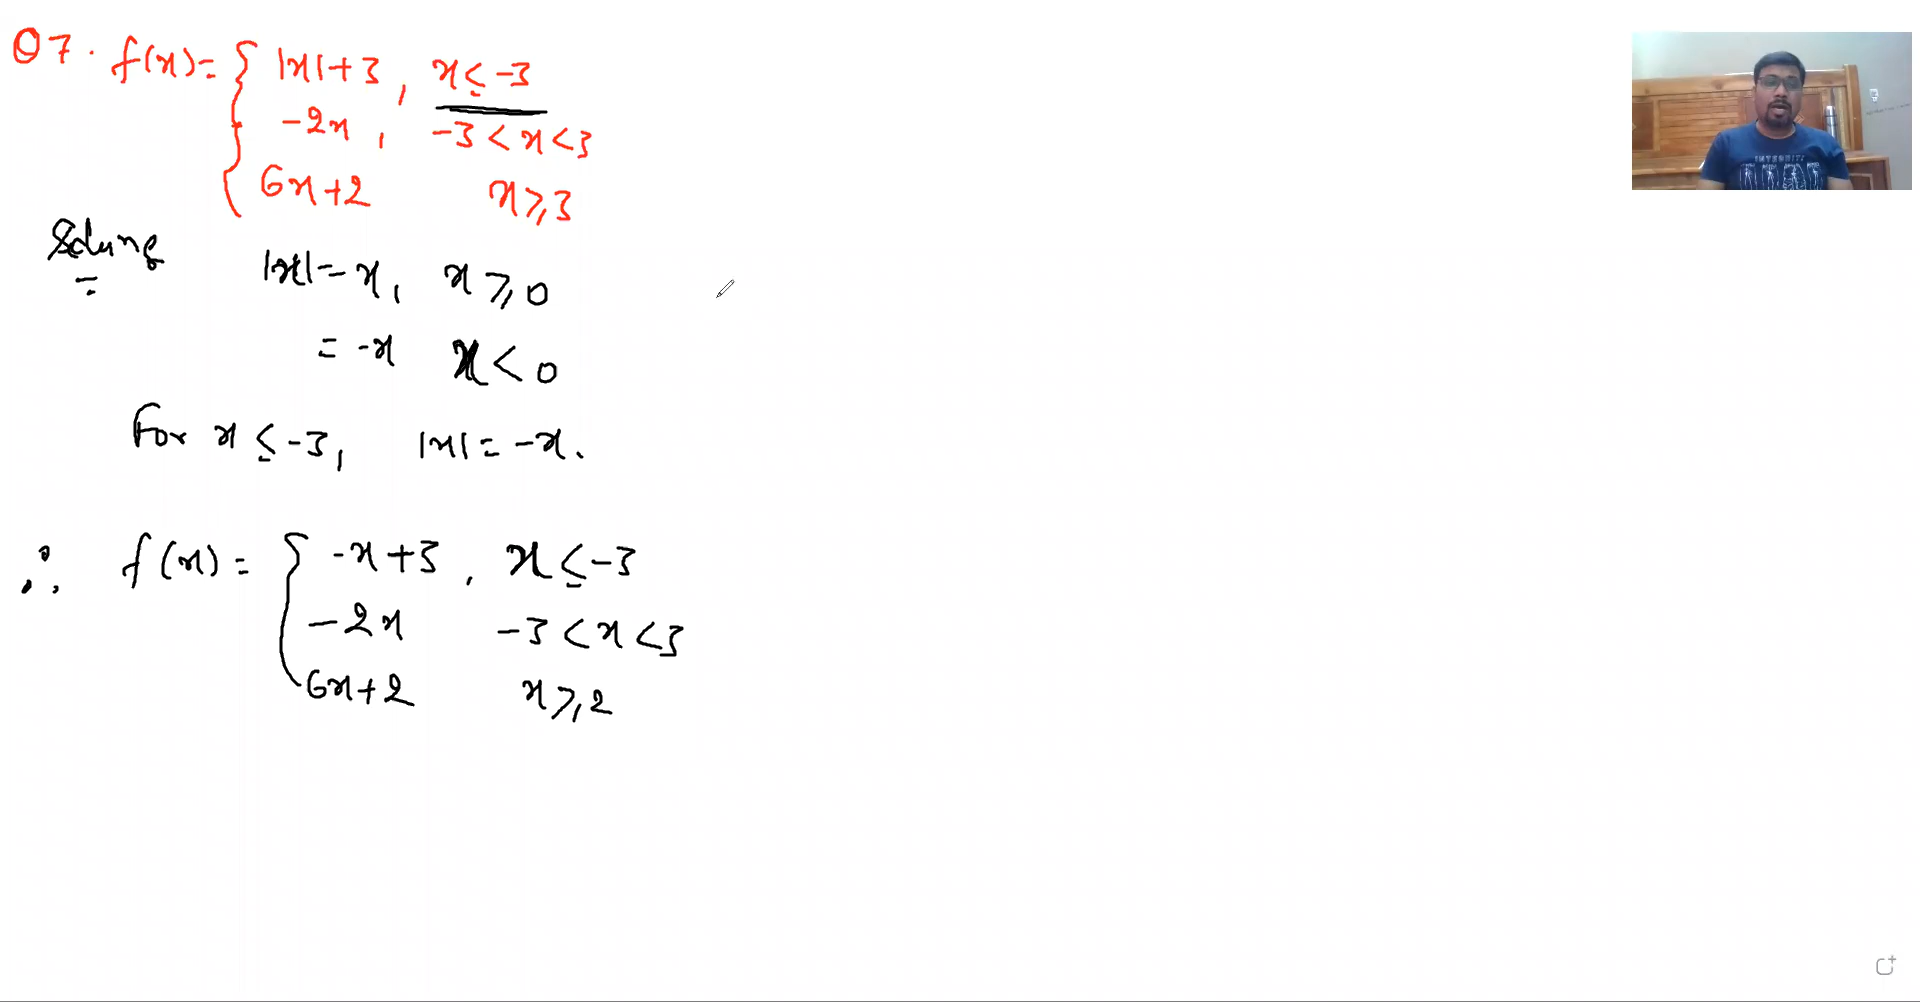 Q7. f(x)= { |x|+3, x≤-3
-2x, -3<x<3
6x+2 x≥3
|x|=x, x≥0
=-x x<0
For x≤-3, |x|=-x.
∴ f(x)= { -x+3, x≤-3
-2x -3<x<3
6x+2 x≥2
INTEGRITY